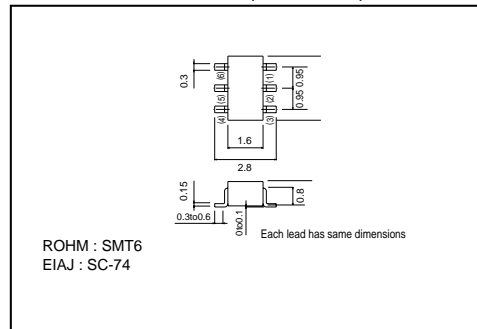 0.3
(6)
(5)
(4)
(1)
(2)
(3)
0.95
0.95
1.6
2.8
0.15
0.3to0.6
0to0.1
0.8
Each lead has same dimensions
ROHM : SMT6
EIAJ : SC-74